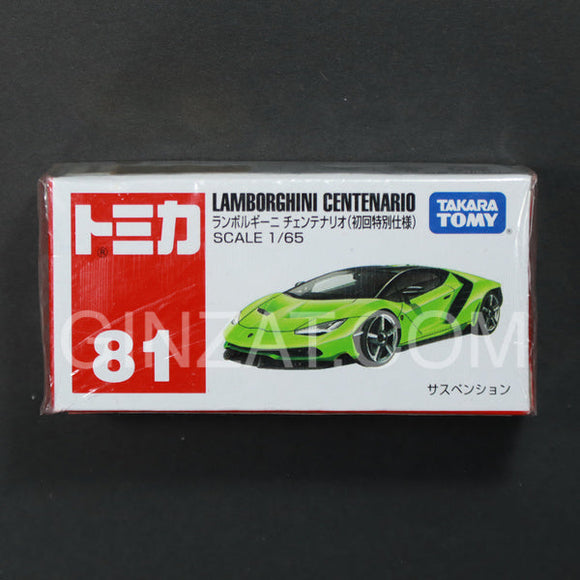 トミカ
®
81
LAMBORGHINI CENTENARIO
ランボルギーニ チェンテナリオ(初回特別仕様)
SCALE 1/65
TAKARA
TOMY
サスペンション
GINZAT.COM